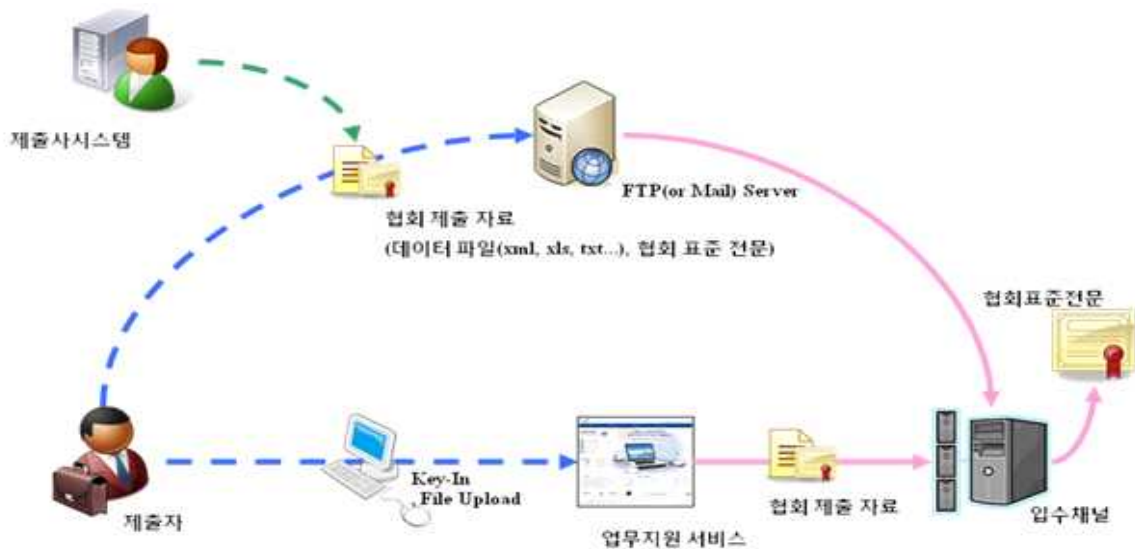 제출사시스템
FTP(or Mail) Server
협회 제출 자료
(데이터 파일(xml, xls, txt...), 협회 표준 전문)
협회표준전문
Key-In
, File Upload
제출자
업무지원 서비스
협회 제출 자료
입수채널